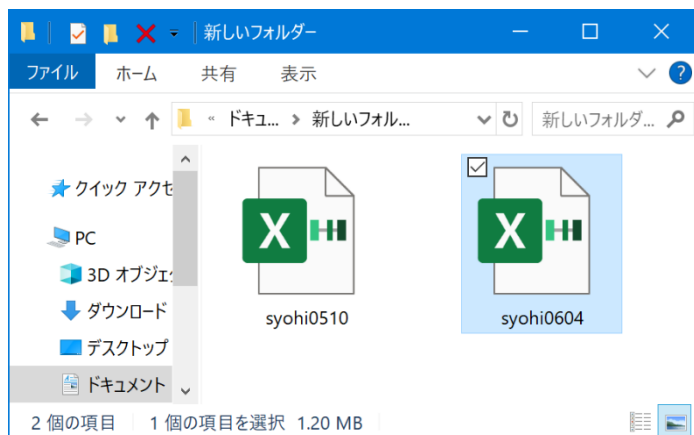 新しいフォルダー
ファイル ホーム 共有 表示
« ドキュ... 新しいフォル... 新しいフォルダ...
クイック アクセ
PC
3D オブジェ
ダウンロード
デスクトップ
ドキュメント
syohi0510 syohi0604
2 個の項目 1 個の項目を選択 1.20 MB